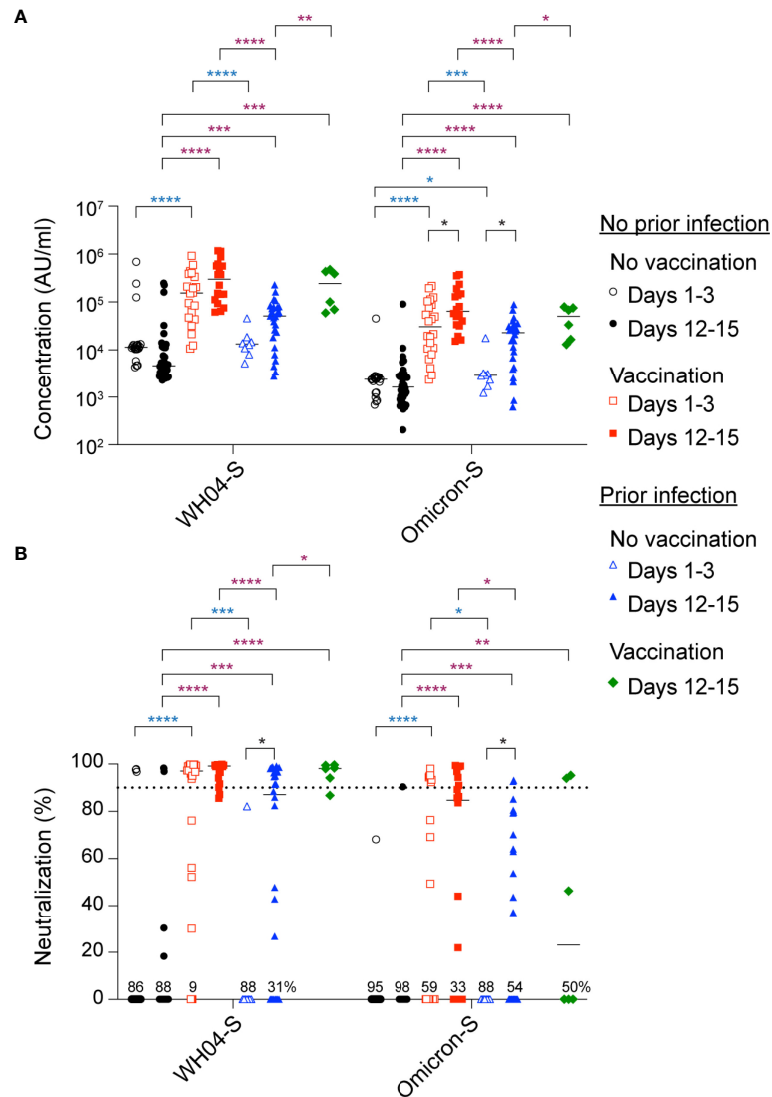 A
** *
**** ****
**** ***
*** ****
*** ****
**** ****
*
**** ****
* *
10⁷
10⁶
10⁵
10⁴
10³
10²
Concentration (AU/ml)
WH04-S Omicron-S
No prior infection
No vaccination
Days 1-3
Days 12-15
Vaccination
Days 1-3
Days 12-15
Prior infection
No vaccination
Days 1-3
Days 12-15
Vaccination
Days 12-15
B
*
**** *
*** *
**** **
*** ***
**** ****
**** ****
* *
100
80
60
40
20
0
Neutralization (%)
86 88 9 88 31% 95 98 59 33 88 54 50%
WH04-S Omicron-S